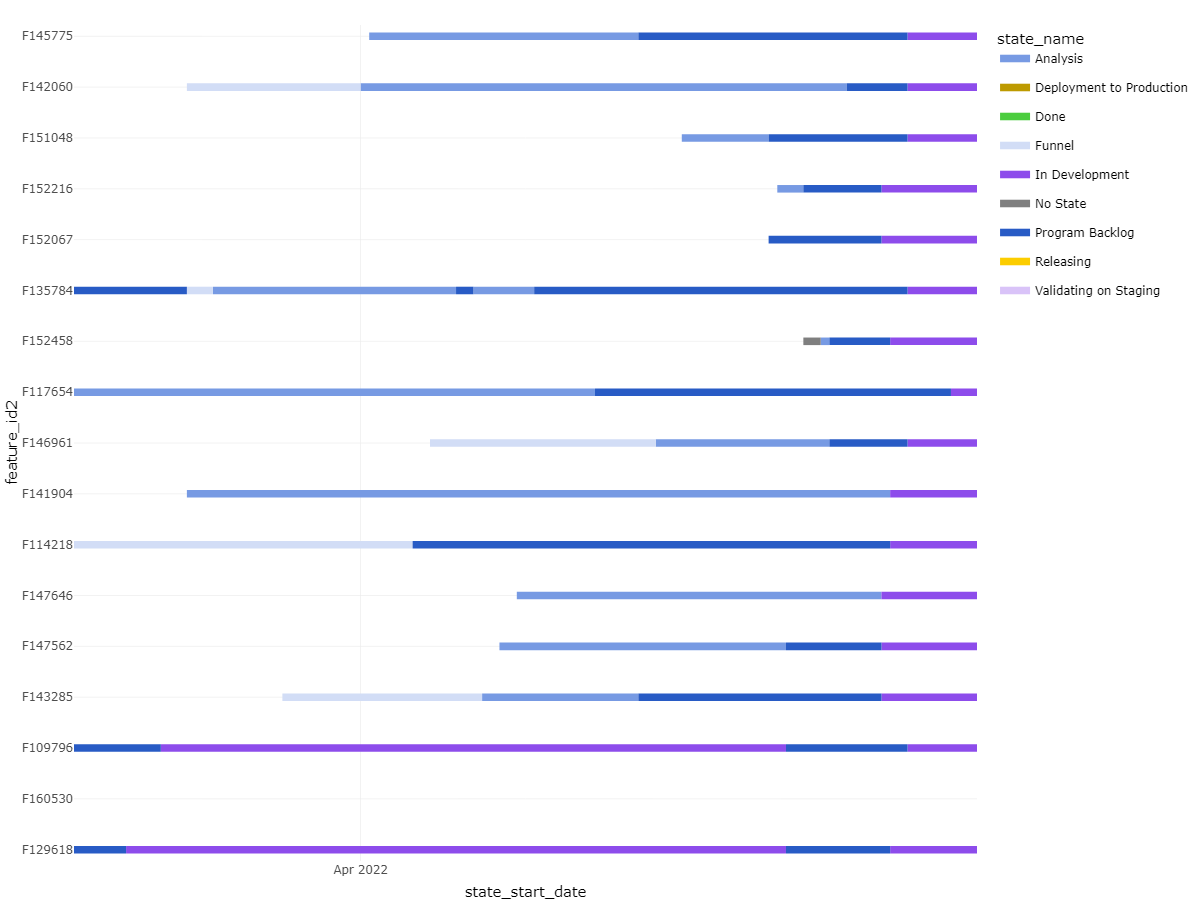 F145775
F142060
F151048
F152216
F152067
F135784
F152458
F117654
F146961
F141904
F114218
F147646
F147562
F143285
F109796
F160530
F129618
feature_id2
Apr 2022
state_start_date
state_name
Analysis
Deployment to Production
Done
Funnel
In Development
No State
Program Backlog
Releasing
Validating on Staging